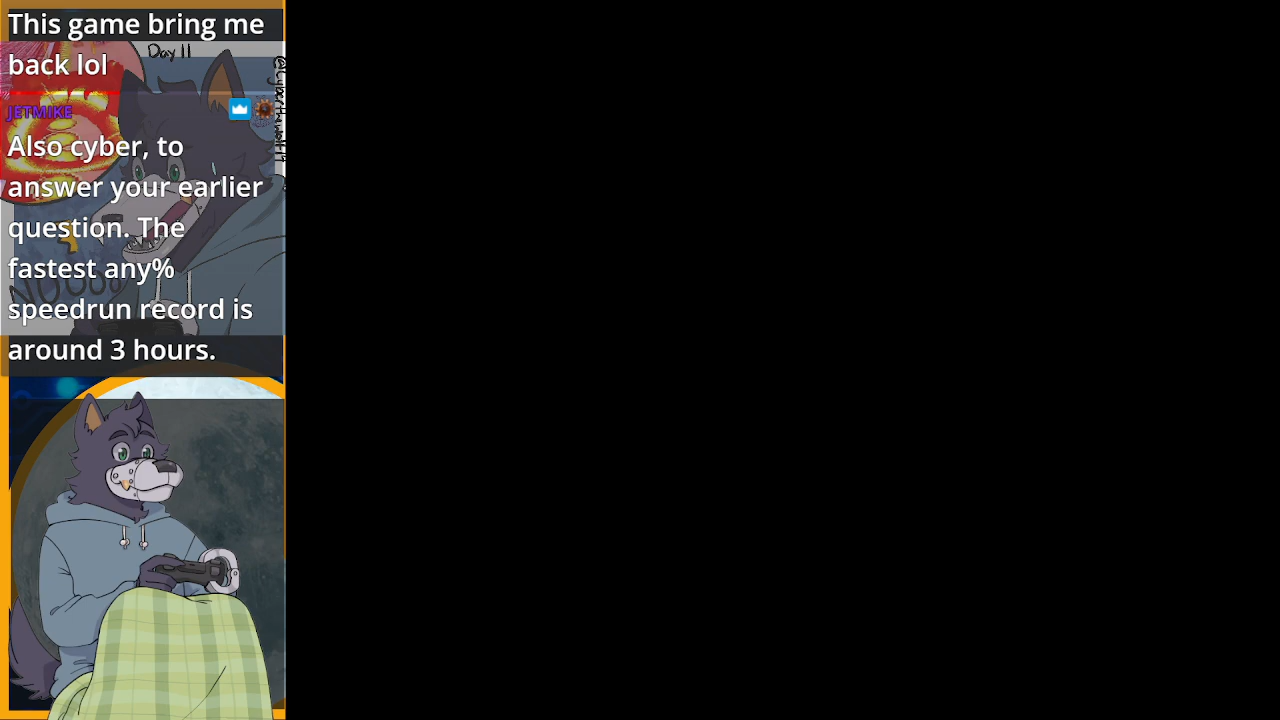 This game bring me
Day 11
back lol
JETMIKE
Also cyber, to
answer your earlier
question. The
fastest any%
speedrun record is
around 3 hours.